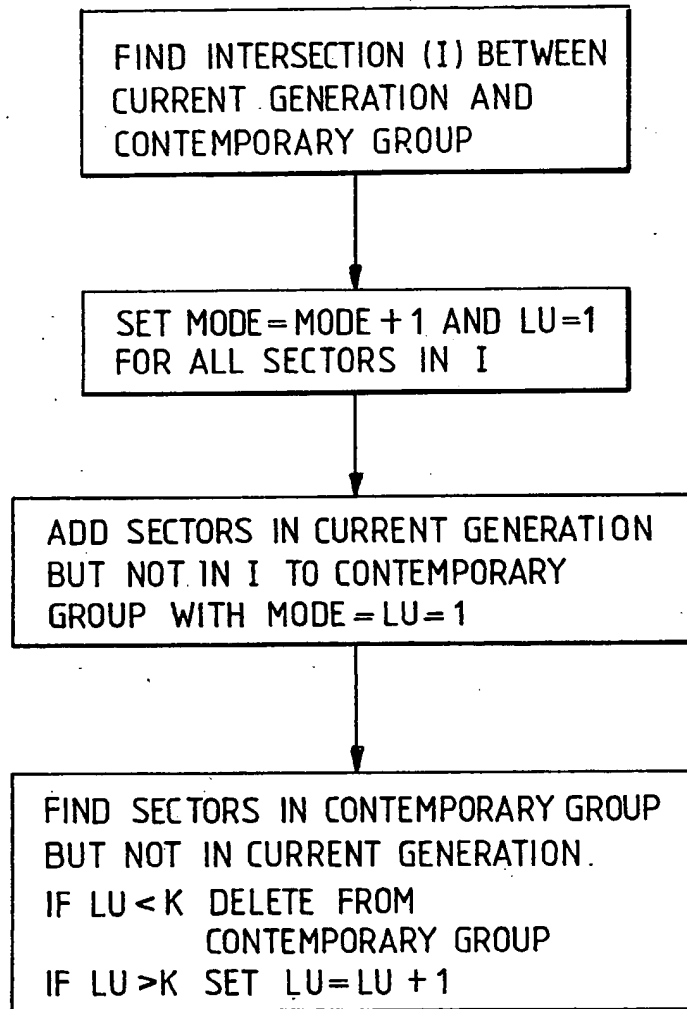 FIND INTERSECTION (I) BETWEEN
CURRENT GENERATION AND
CONTEMPORARY GROUP
SET MODE=MODE+1 AND LU=1
FOR ALL SECTORS IN I
ADD SECTORS IN CURRENT GENERATION
BUT NOT IN I TO CONTEMPORARY
GROUP WITH MODE=LU=1
FIND SECTORS IN CONTEMPORARY GROUP
BUT NOT IN CURRENT GENERATION.
IF LU<K DELETE FROM
CONTEMPORARY GROUP
IF LU>K SET LU=LU+1